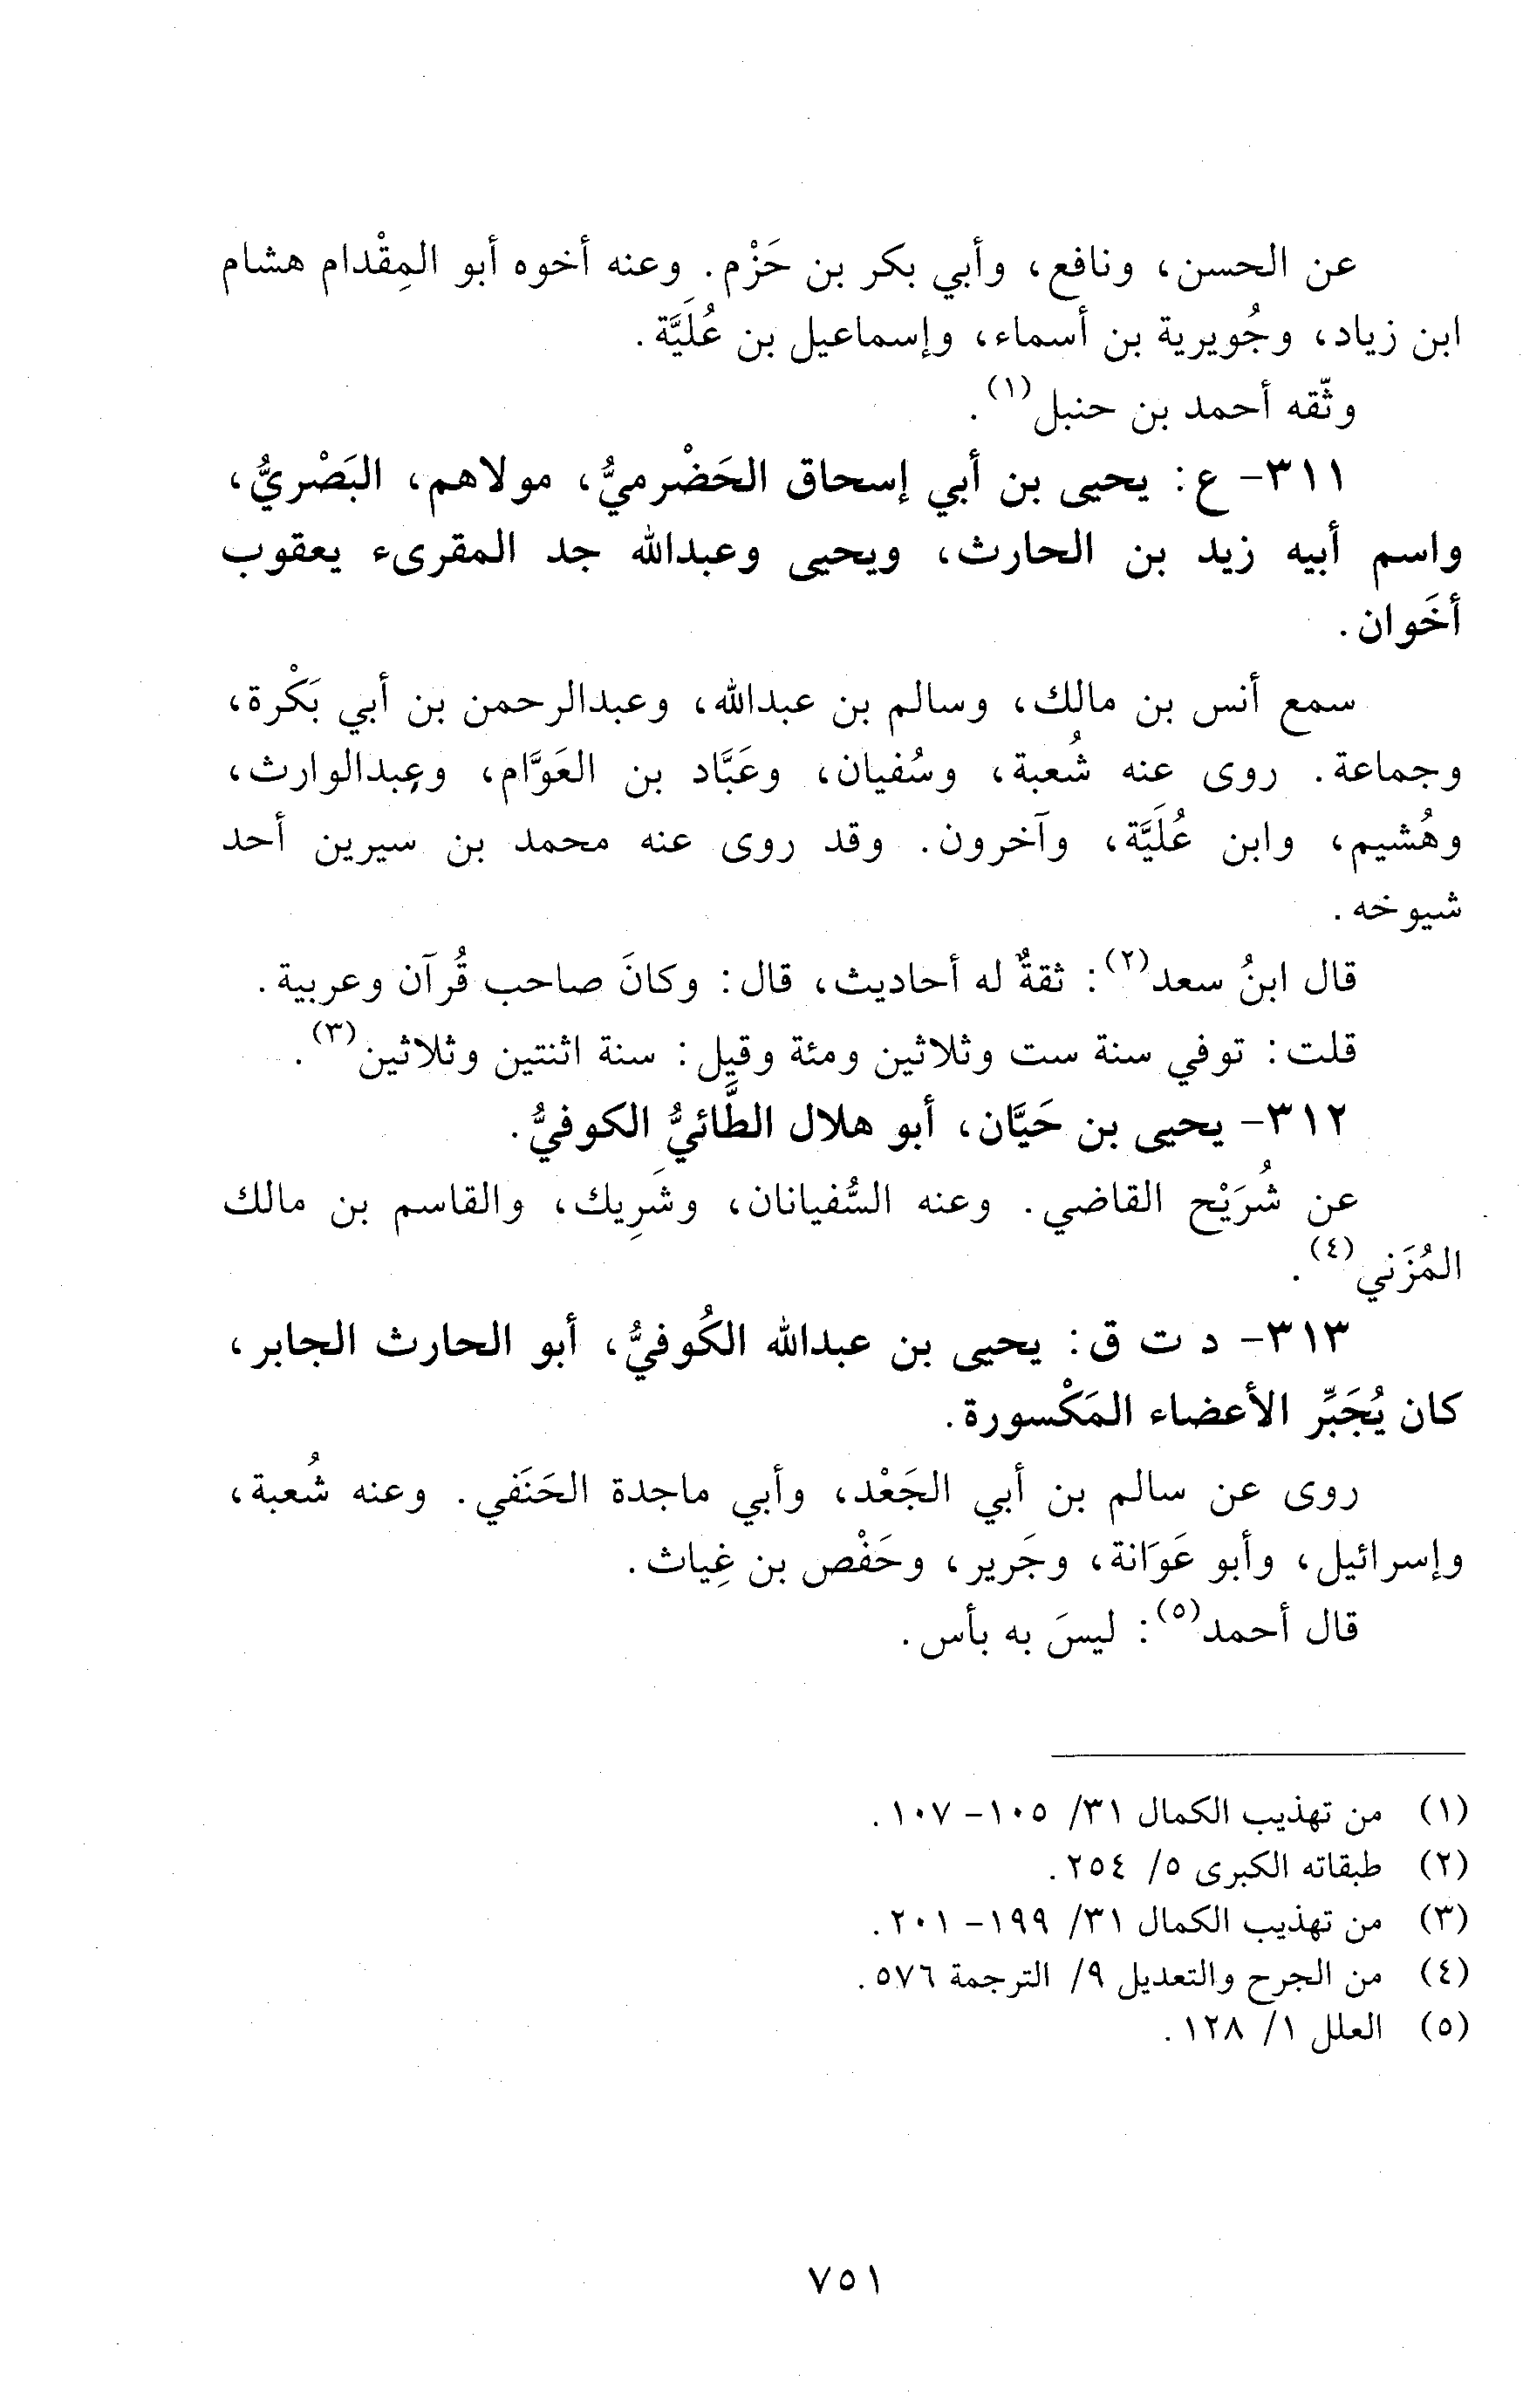 عن الحسن، ونافع، وأبي بكر بن حَزْم. وعنه أخوه أبو المِقْدام هشام
ابن زياد، وجُويرية بن أسماء، وإسماعيل بن عُلَيَّة.
وثّقه أحمد بن حنبل(١).
٣١١- ع: يحيى بن أبي إسحاق الحَضْرميُّ، مولاهم، البَصْريُّ،
واسم أبيه زيد بن الحارث، ويحيى وعبدالله جد المقرىء يعقوب
أخَوان.
سمع أنس بن مالك، وسالم بن عبدالله، وعبدالرحمن بن أبي بَكْرة،
وجماعة. روى عنه شُعبة، وسُفيان، وعَبَّاد بن العَوَّام، وعبدالوارث،
وهُشيم، وابن عُلَيَّة، وآخرون. وقد روى عنه محمد بن سيرين أحد
شيوخه.
قال ابنُ سعد(٢): ثقةٌ له أحاديث، قال: وكانَ صاحب قُرآن وعربية.
قلت: توفي سنة ست وثلاثين ومئة وقيل: سنة اثنتين وثلاثين(٣).
٣١٢- يحيى بن حَيَّان، أبو هلال الطَّائيُّ الكوفيُّ.
عن شُرَيْح القاضي. وعنه السُّفيانان، وشَرِيك، والقاسم بن مالك
المُزَني(٤).
٣١٣- د ت ق: يحيى بن عبدالله الكُوفيُّ، أبو الحارث الجابر،
كان يُجَبِّر الأعضاء المَكْسورة.
روى عن سالم بن أبي الجَعْد، وأبي ماجدة الحَنَفي. وعنه شُعبة،
وإسرائيل، وأبو عَوَانة، وجَرير، وحَفْص بن غِياث.
قال أحمد(٥): ليسَ به بأس.
(١) من تهذيب الكمال ٣١/ ١٠٥- ١٠٧.
(٢) طبقاته الكبرى ٥/ ٢٥٤.
(٣) من تهذيب الكمال ٣١/ ١٩٩- ٢٠١.
(٤) من الجرح والتعديل ٩/ الترجمة ٥٧٦.
(٥) العلل ١/ ١٢٨.
٧٥١